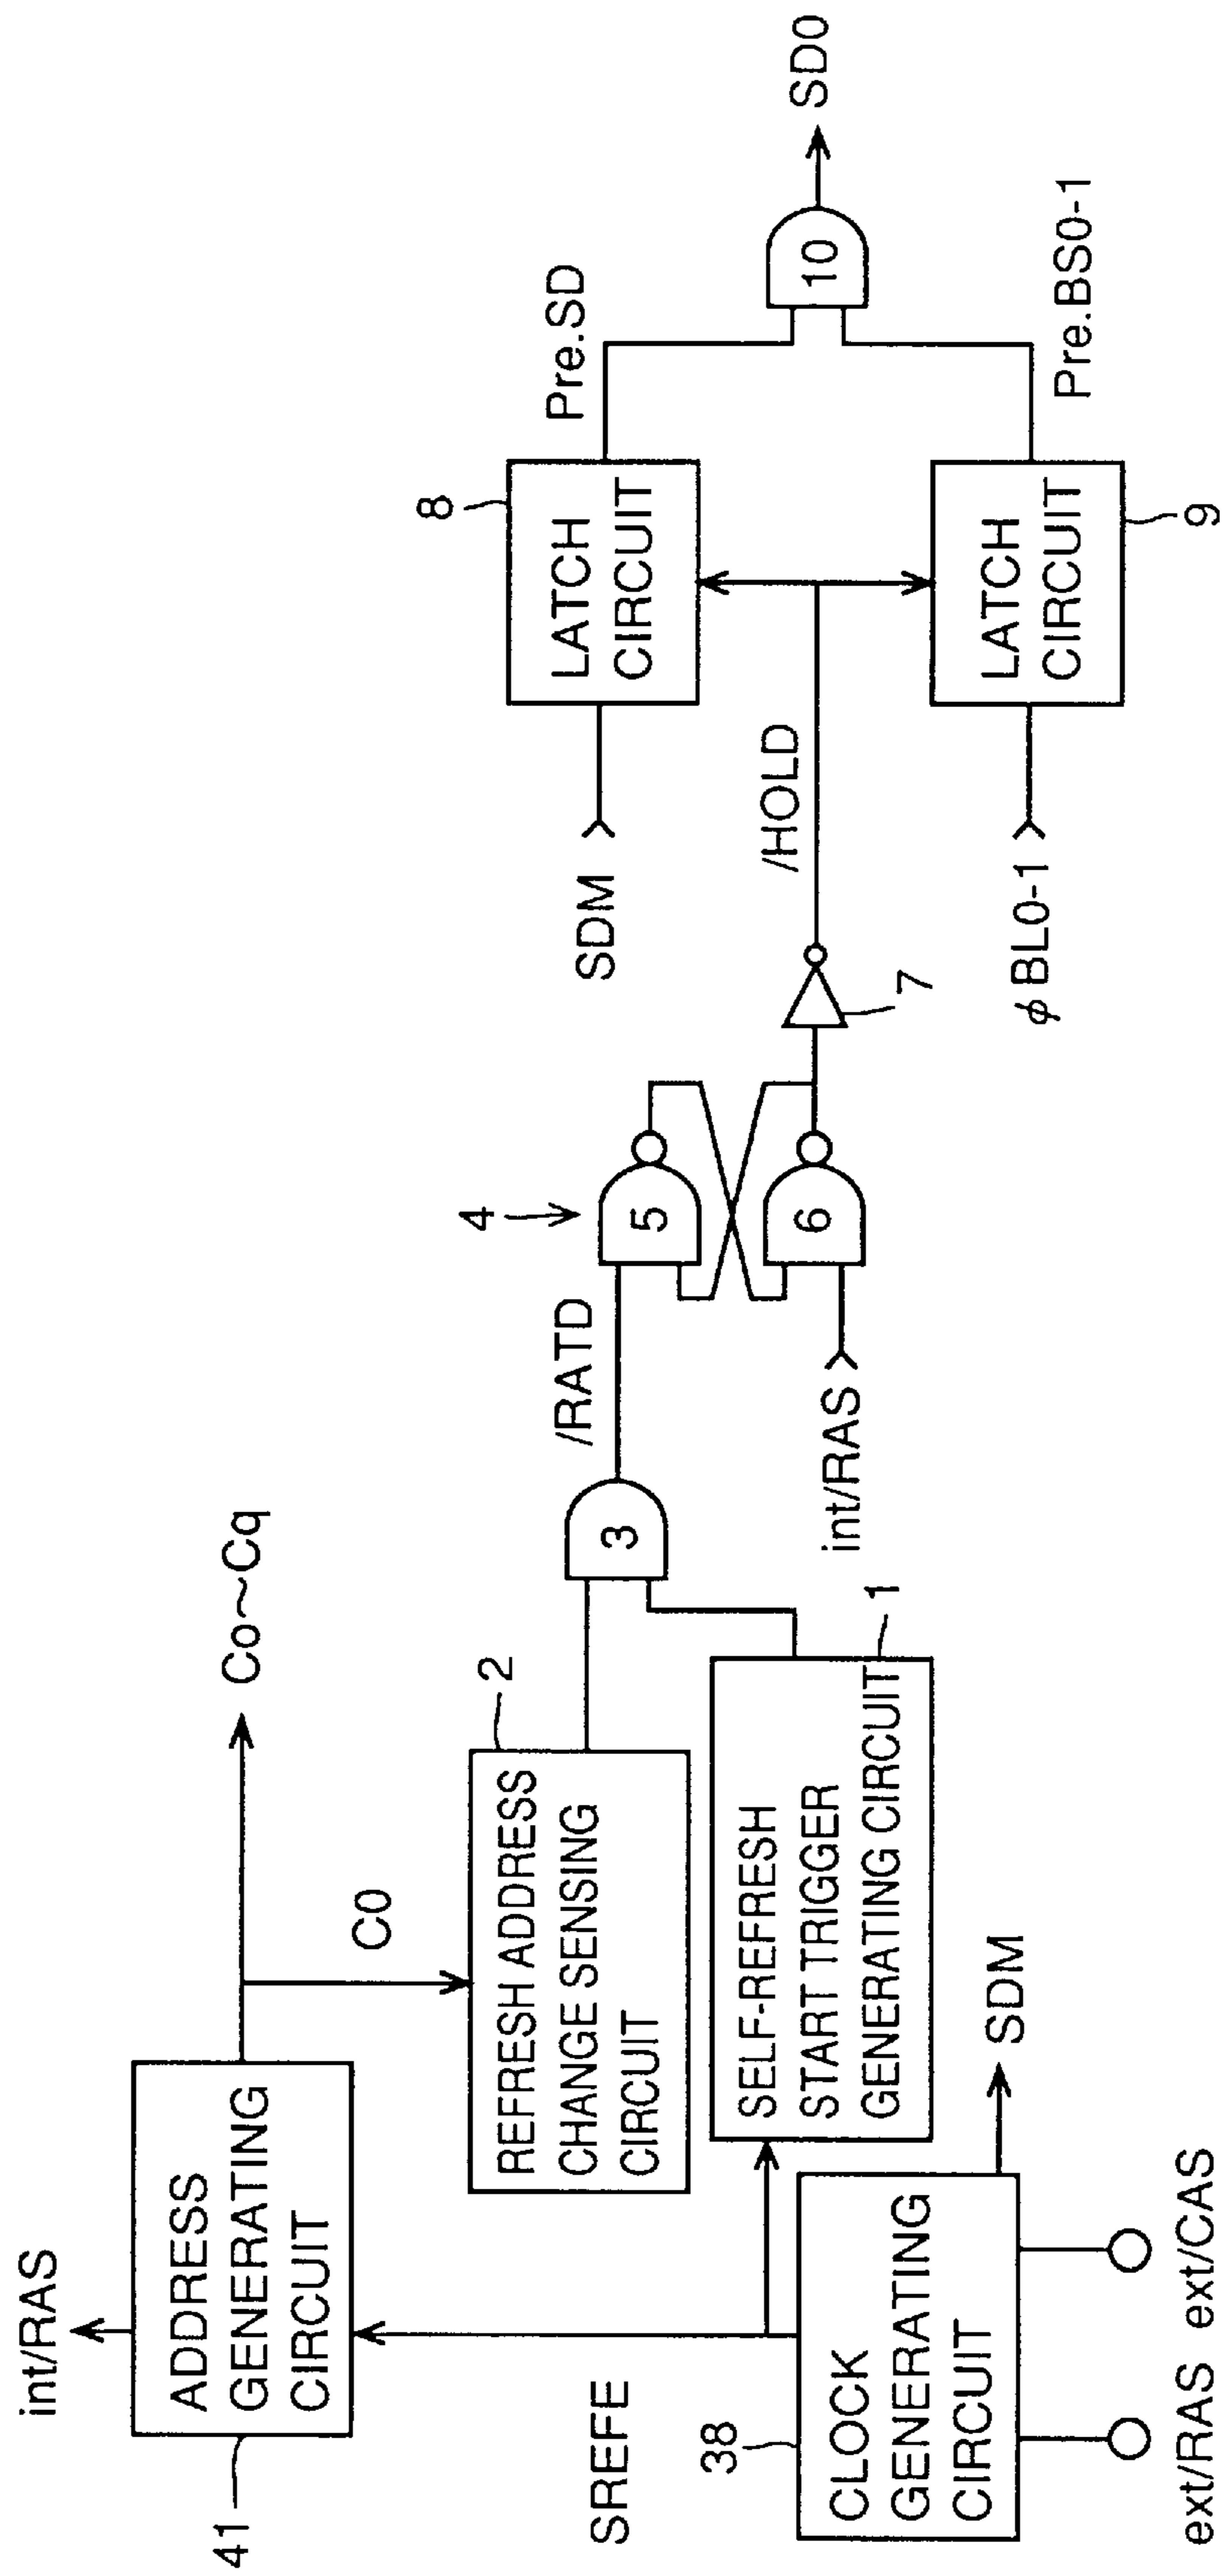 int/RAS
41
ADDRESS
GENERATING
CIRCUIT
Co~Cq
C0
SREFE
38
CLOCK
GENERATING
CIRCUIT
ext/RAS
ext/CAS
SDM
2
REFRESH ADDRESS
CHANGE SENSING
CIRCUIT
SELF-REFRESH
START TRIGGER
GENERATING CIRCUIT
1
3
/RATD
4
5
6
int/RAS
7
/HOLD
SDM
8
LATCH
CIRCUIT
Pre.SD
φBL0-1
9
LATCH
CIRCUIT
Pre.BS0-1
10
SD0